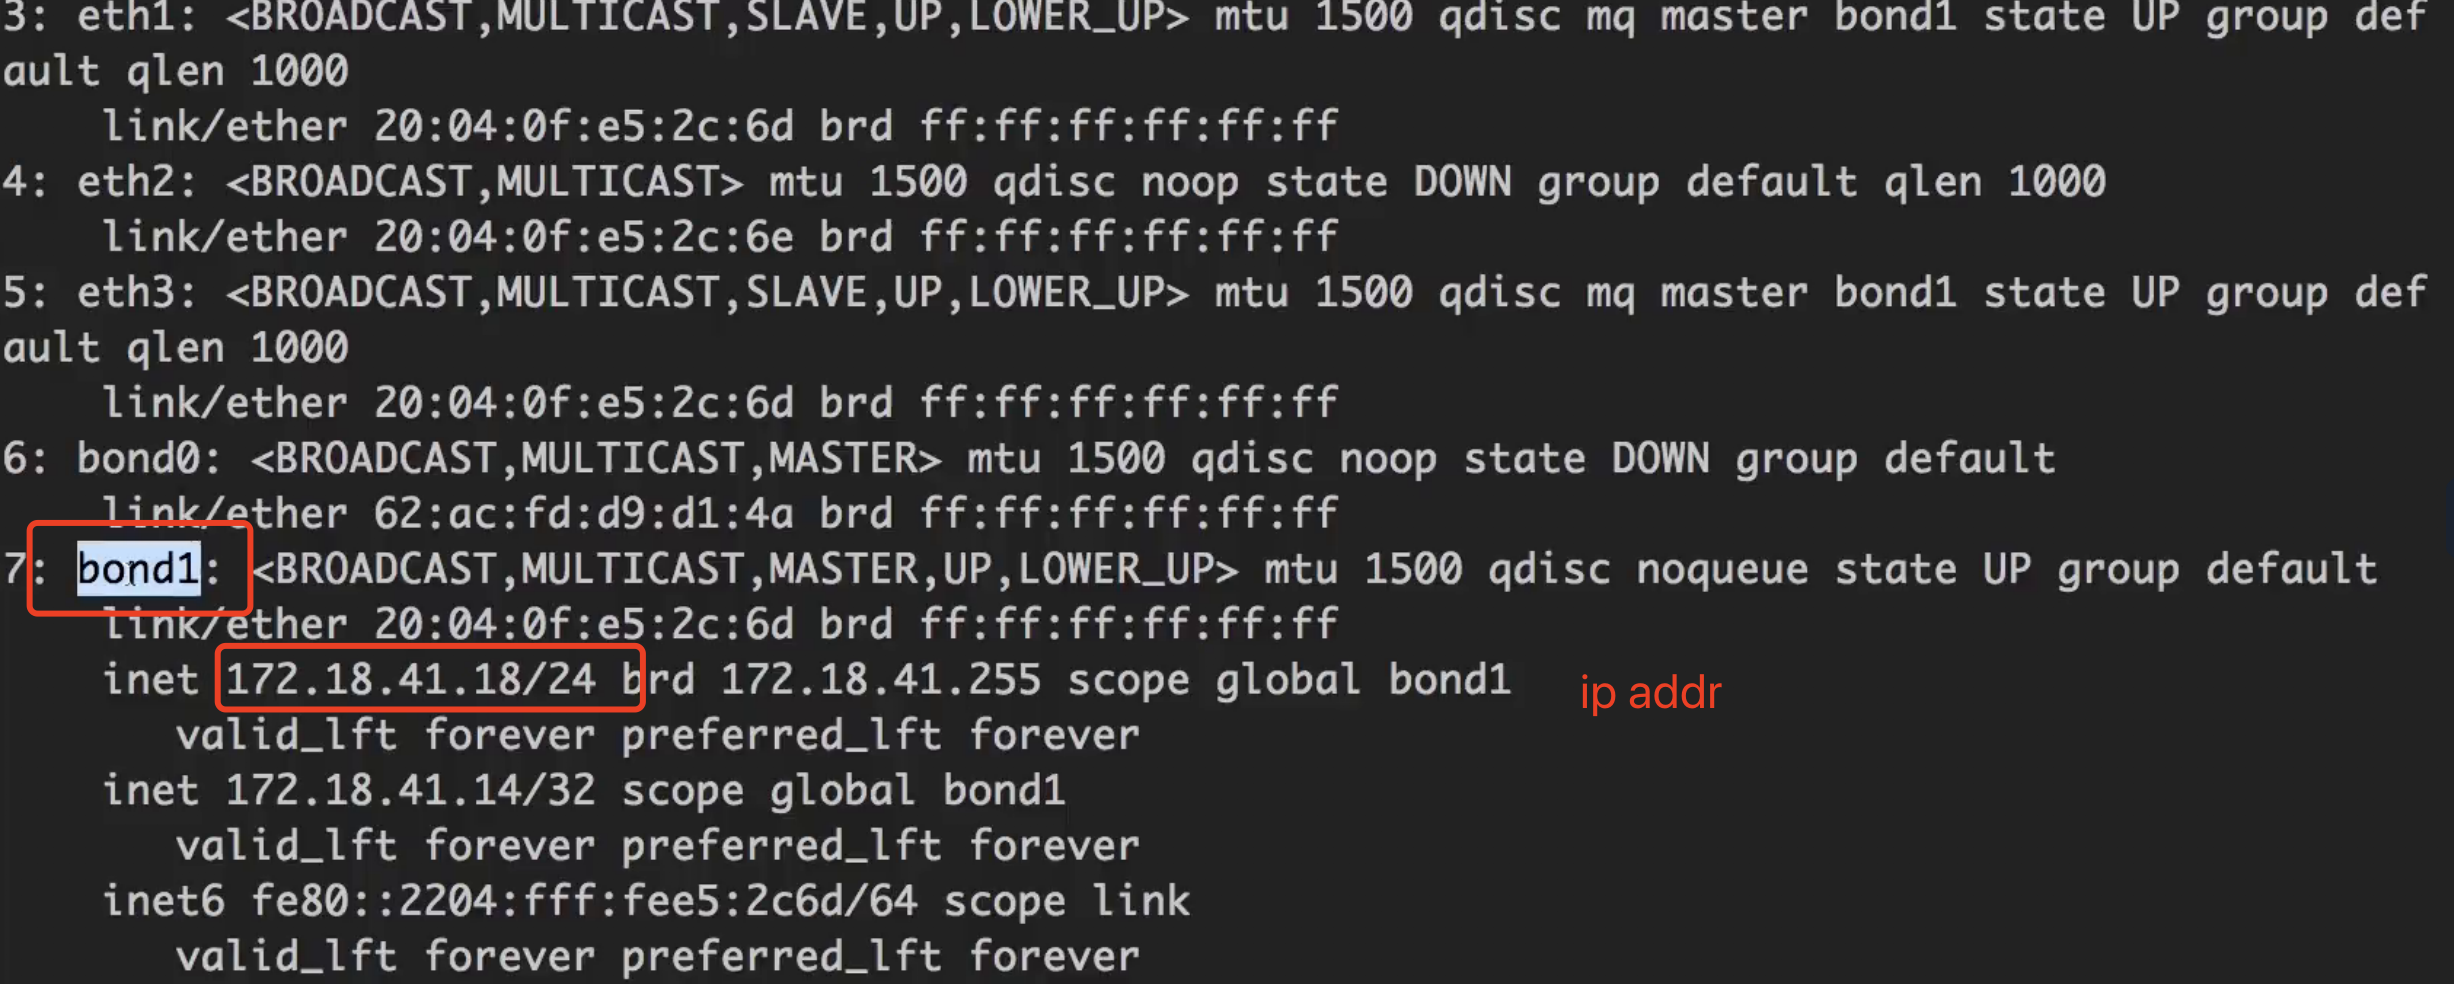 3: eth1: <BROADCAST,MULTICAST,SLAVE,UP,LOWER_UP> mtu 1500 qdisc mq master bond1 state UP group def
ault qlen 1000
    link/ether 20:04:0f:e5:2c:6d brd ff:ff:ff:ff:ff:ff
4: eth2: <BROADCAST,MULTICAST> mtu 1500 qdisc noop state DOWN group default qlen 1000
    link/ether 20:04:0f:e5:2c:6e brd ff:ff:ff:ff:ff:ff
5: eth3: <BROADCAST,MULTICAST,SLAVE,UP,LOWER_UP> mtu 1500 qdisc mq master bond1 state UP group def
ault qlen 1000
    link/ether 20:04:0f:e5:2c:6d brd ff:ff:ff:ff:ff:ff
6: bond0: <BROADCAST,MULTICAST,MASTER> mtu 1500 qdisc noop state DOWN group default
    link/ether 62:ac:fd:d9:d1:4a brd ff:ff:ff:ff:ff:ff
7: bond1: <BROADCAST,MULTICAST,MASTER,UP,LOWER_UP> mtu 1500 qdisc noqueue state UP group default
    link/ether 20:04:0f:e5:2c:6d brd ff:ff:ff:ff:ff:ff
    inet 172.18.41.18/24 brd 172.18.41.255 scope global bond1
ip addr
       valid_lft forever preferred_lft forever
    inet 172.18.41.14/32 scope global bond1
       valid_lft forever preferred_lft forever
    inet6 fe80::2204:fff:fee5:2c6d/64 scope link
       valid_lft forever preferred_lft forever